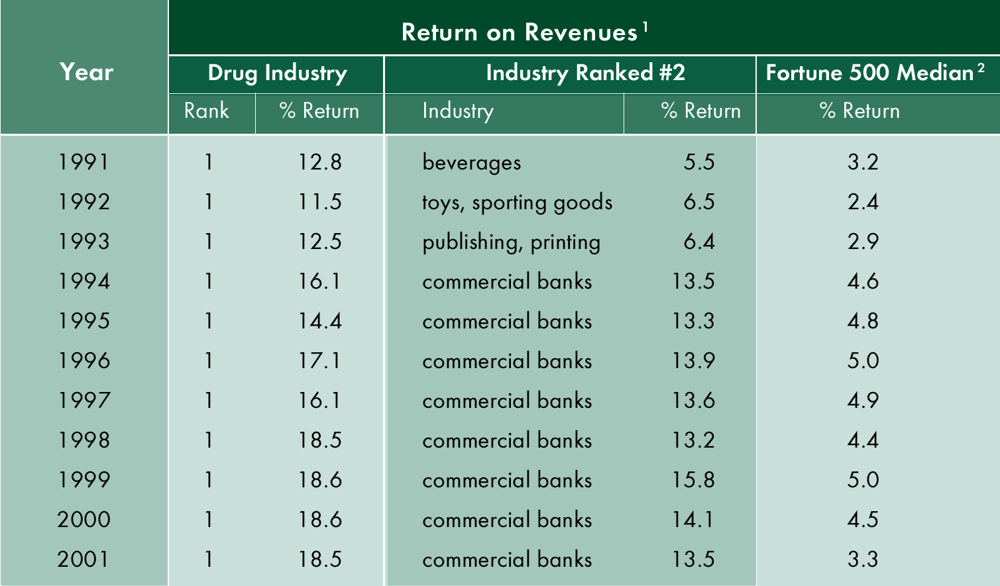 Return on Revenues 1
Year
Drug Industry Industry Ranked #2 Fortune 500 Median 2
Rank % Return Industry % Return % Return
1991 1 12.8 beverages 5.5 3.2
1992 1 11.5 toys, sporting goods 6.5 2.4
1993 1 12.5 publishing, printing 6.4 2.9
1994 1 16.1 commercial banks 13.5 4.6
1995 1 14.4 commercial banks 13.3 4.8
1996 1 17.1 commercial banks 13.9 5.0
1997 1 16.1 commercial banks 13.6 4.9
1998 1 18.5 commercial banks 13.2 4.4
1999 1 18.6 commercial banks 15.8 5.0
2000 1 18.6 commercial banks 14.1 4.5
2001 1 18.5 commercial banks 13.5 3.3